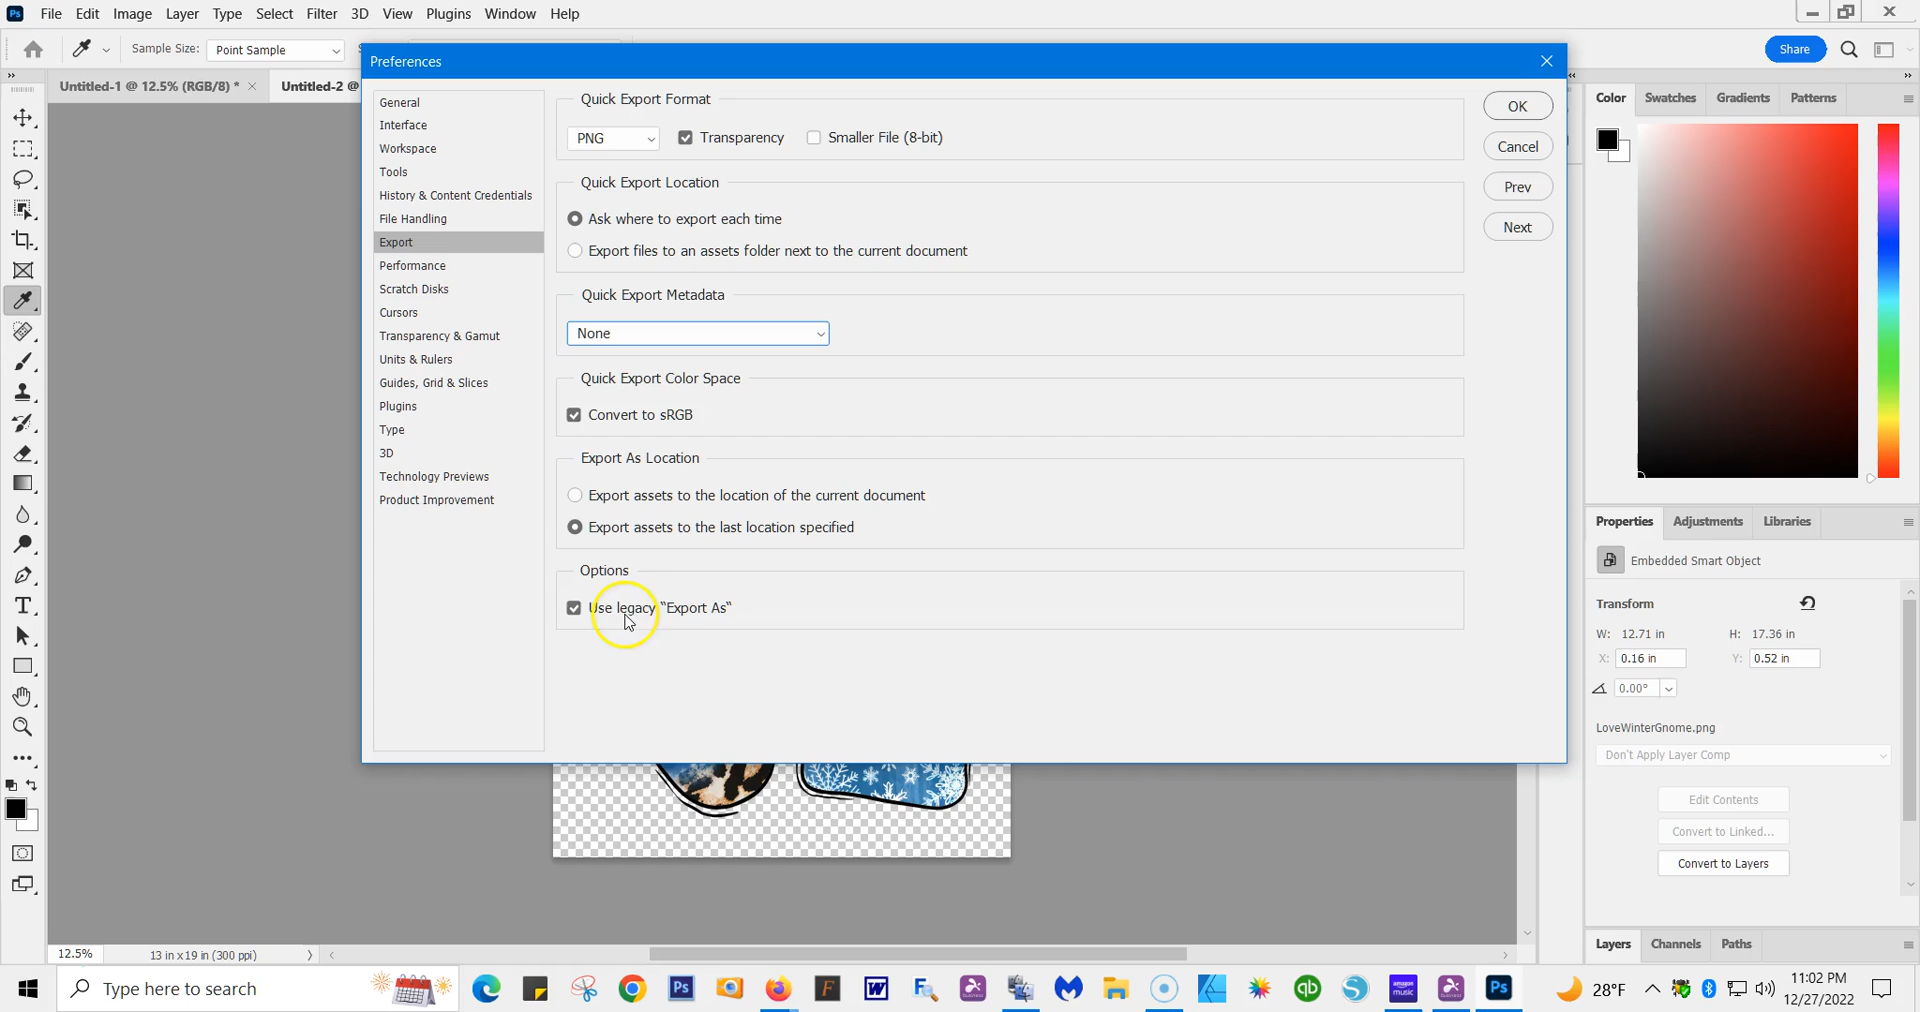 File Edit Image Layer Type Select Filter 3D View Plugins Window Help
Sample Size: Point Sample
Share
Untitled-1 @ 12.5% (RGB/8) *
Untitled-2 @
Preferences
General
Interface
Workspace
Tools
History & Content Credentials
File Handling
Export
Performance
Scratch Disks
Cursors
Transparency & Gamut
Units & Rulers
Guides, Grid & Slices
Plugins
Type
3D
Technology Previews
Product Improvement
Quick Export Format
PNG Transparency Smaller File (8-bit)
Quick Export Location
Ask where to export each time
Export files to an assets folder next to the current document
Quick Export Metadata
None
Quick Export Color Space
Convert to sRGB
Export As Location
Export assets to the location of the current document
Export assets to the last location specified
Options
Use legacy "Export As"
OK
Cancel
Prev
Next
Color Swatches Gradients Patterns
Properties Adjustments Libraries
Embedded Smart Object
Transform
W: 12.71 in H: 17.36 in
X: 0.16 in Y: 0.52 in
0.00°
LoveWinterGnome.png
Don't Apply Layer Comp
Edit Contents
Convert to Linked...
Convert to Layers
Layers Channels Paths
12.5% 13 in x 19 in (300 ppi)
Type here to search
28°F
11:02 PM
12/27/2022